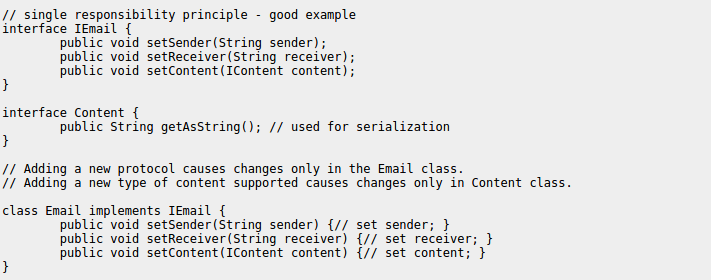 // single responsibility principle - good example
interface IEmail {
        public void setSender(String sender);
        public void setReceiver(String receiver);
        public void setContent(IContent content);
}

interface Content {
        public String getAsString(); // used for serialization
}

// Adding a new protocol causes changes only in the Email class.
// Adding a new type of content supported causes changes only in Content class.

class Email implements IEmail {
        public void setSender(String sender) {// set sender; }
        public void setReceiver(String receiver) {// set receiver; }
        public void setContent(IContent content) {// set content; }
}